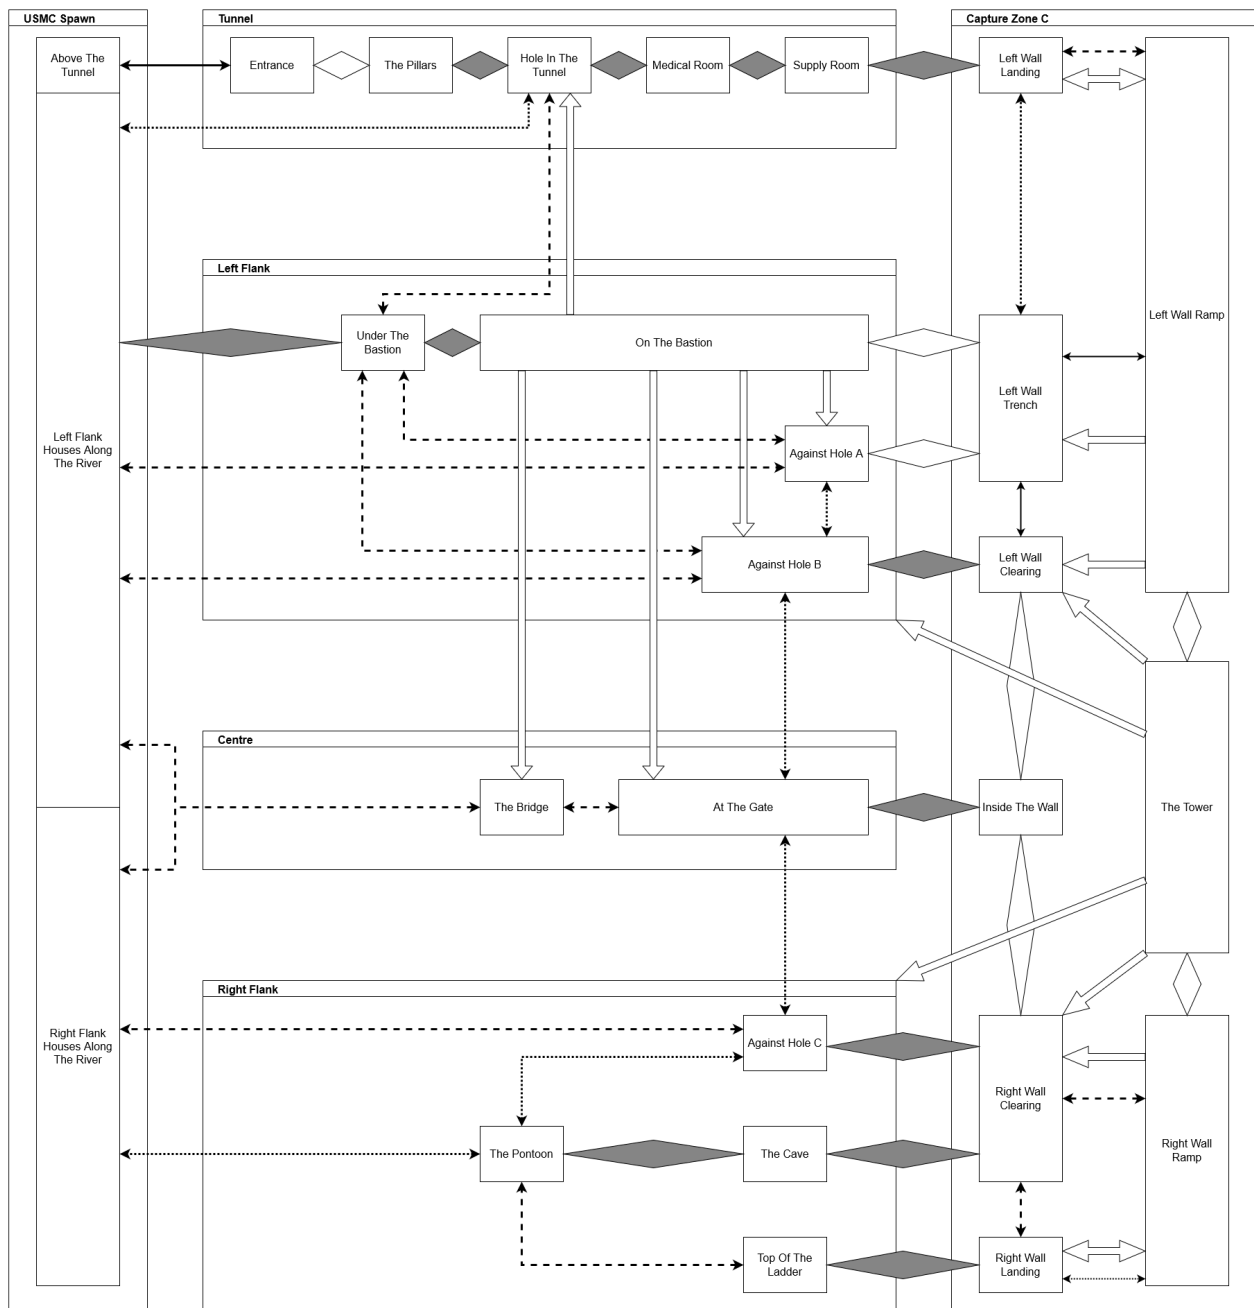 USMC Spawn
Tunnel
Capture Zone C
Above The
Tunnel
Entrance
The Pillars
Hole In The
Tunnel
Medical Room
Supply Room
Left Wall
Landing
Left Wall Ramp
Left Flank
Under The
Bastion
On The Bastion
Left Wall
Trench
Left Flank
Houses Along
The River
Against Hole A
Against Hole B
Left Wall
Clearing
Centre
The Bridge
At The Gate
Inside The Wall
The Tower
Right Flank
Right Flank
Houses Along
The River
Against Hole C
Right Wall
Clearing
The Pontoon
The Cave
Right Wall
Ramp
Top Of The
Ladder
Right Wall
Landing